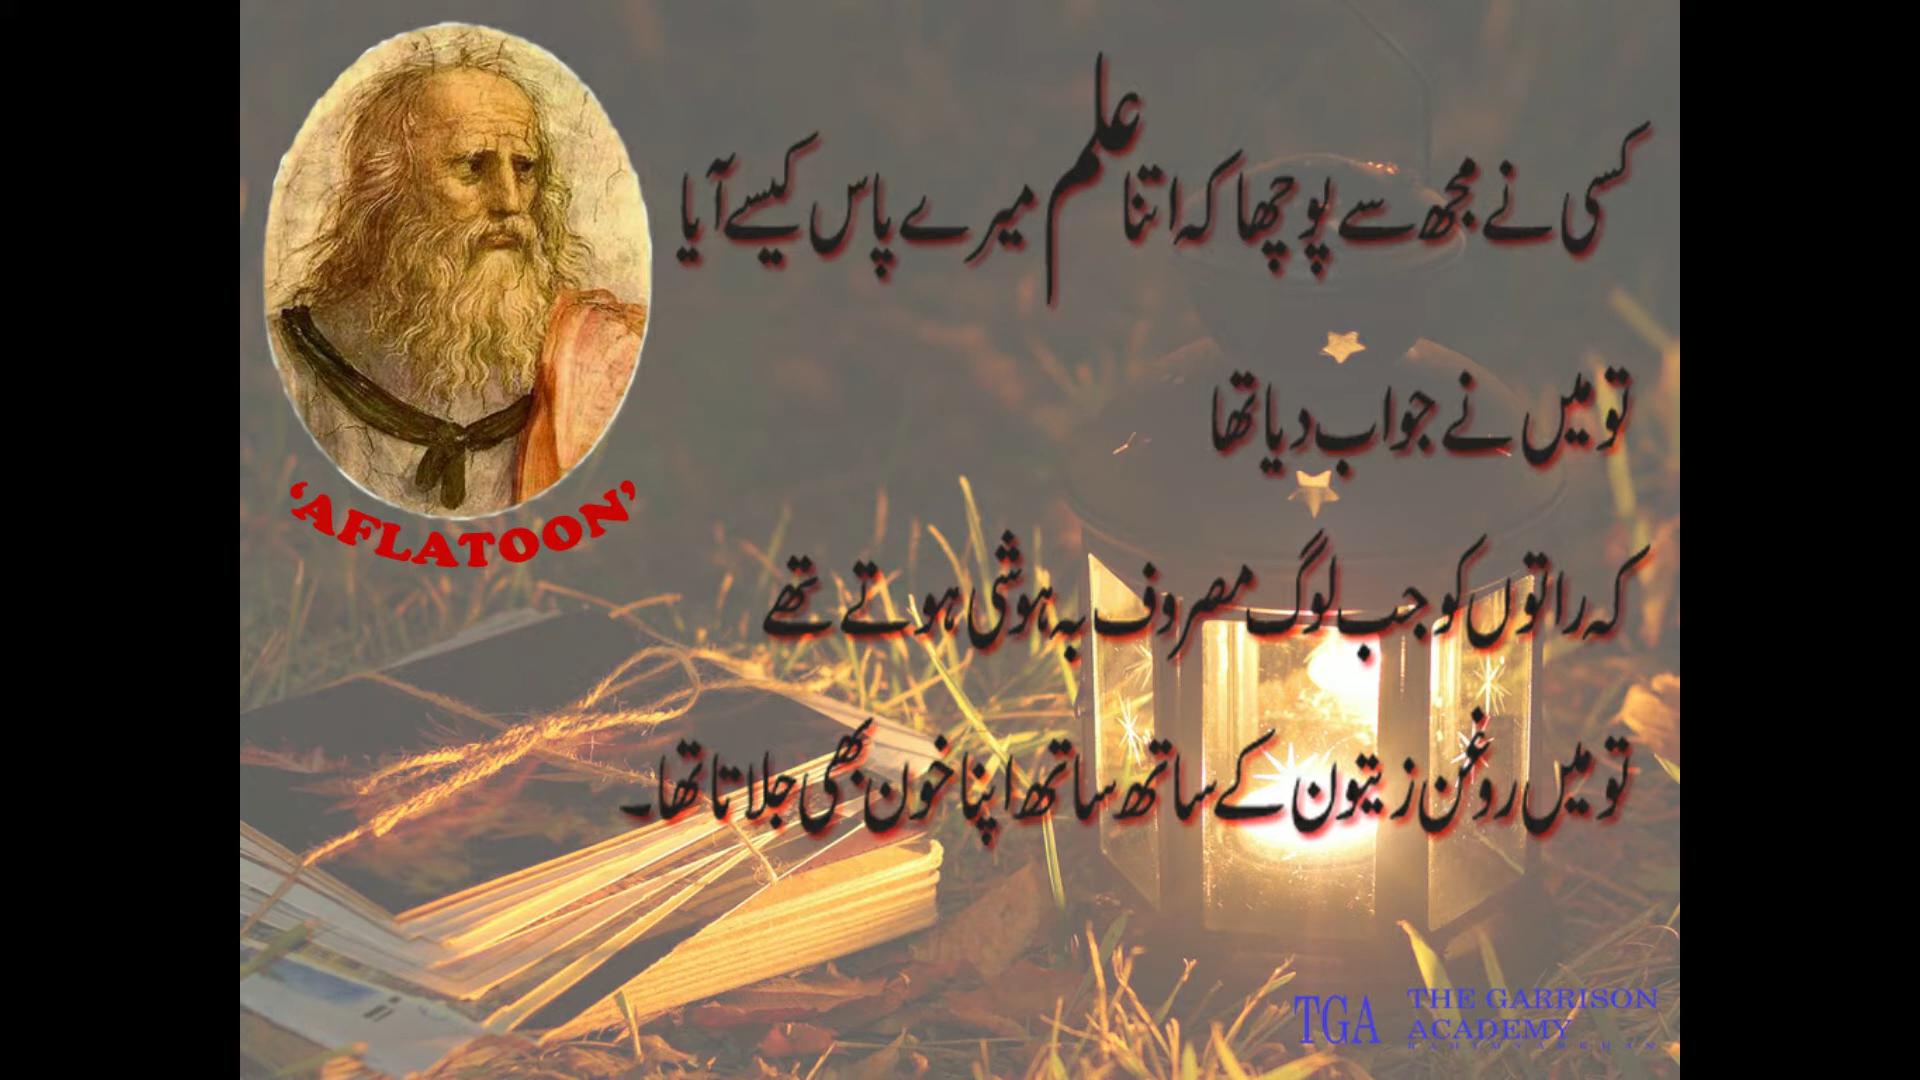 کسی نے مجھ سے پوچھا کہ اتنا علم میرے پاس کیسے آیا
تو میں نے جواب دیا تھا
کہ راتوں کو جب لوگ مصروف بہ ہوشی ہوتے تھے
تو میں روغن زیتون کے ساتھ ساتھ اپنا خون بھی جلاتا تھا۔
‘AFLATOON’
TGA THE GARRISON
ACADEMY